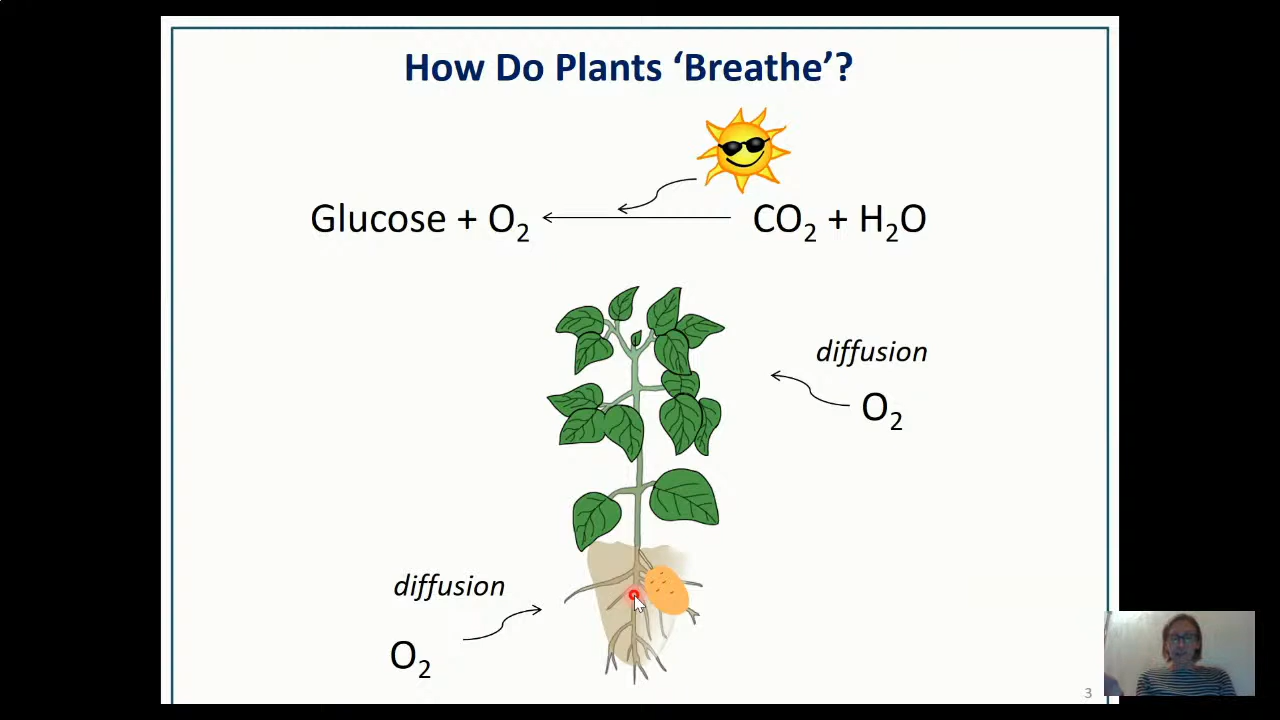 How Do Plants ‘Breathe’?
Glucose + O₂
CO₂ + H₂O
diffusion
O₂
diffusion
O₂
3